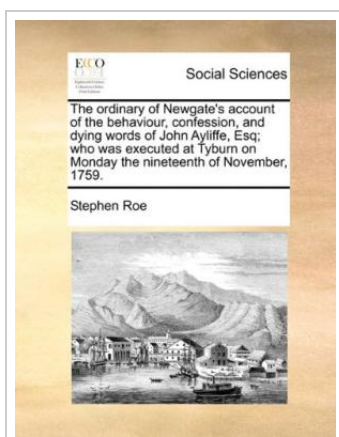 ECCO
Social Sciences
The ordinary of Newgate's account
of the behaviour, confession, and
dying words of John Ayliffe, Esq;
who was executed at Tyburn on
Monday the nineteenth of November,
1759.
Stephen Roe